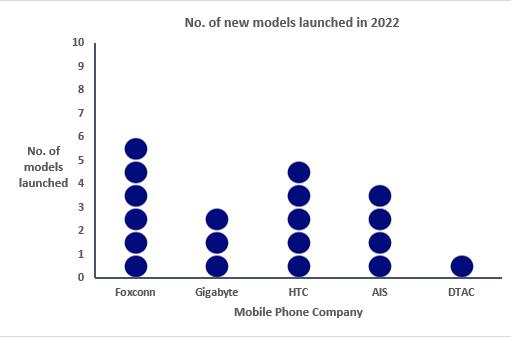 No. of new models launched in 2022
10
9
8
7
6
5
4
3
2
1
0
No. of
models
launched
Foxconn Gigabyte HTC AIS DTAC
Mobile Phone Company